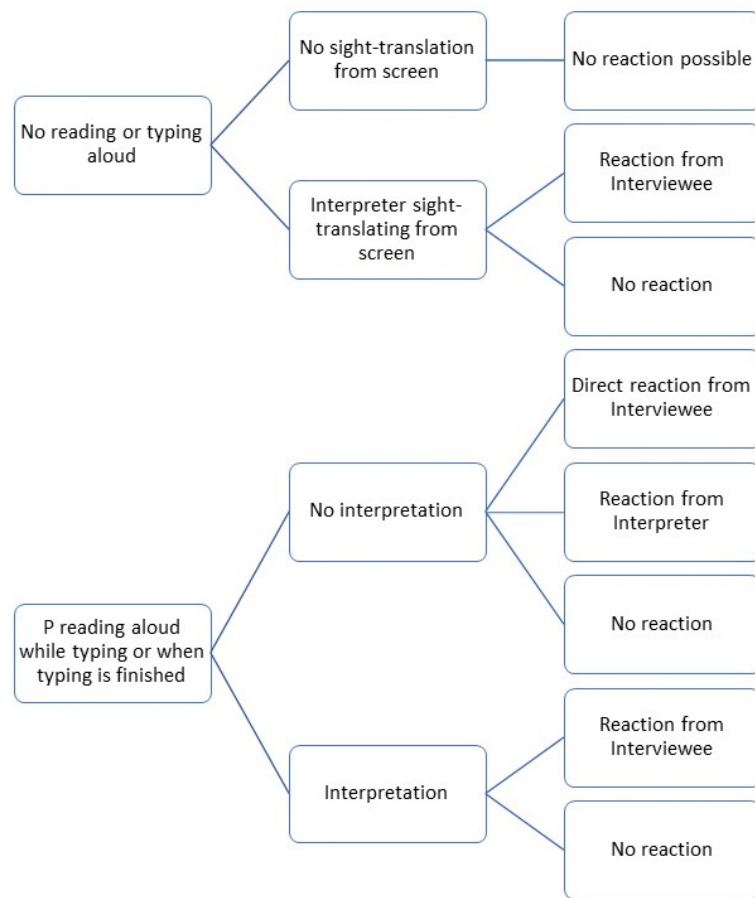 No sight-translation
from screen
No reaction possible
No reading or typing
aloud
Reaction from
Interviewee
Interpreter sight-
translating from
screen
No reaction
Direct reaction from
Interviewee
No interpretation
Reaction from
Interpreter
No reaction
P reading aloud
while typing or when
typing is finished
Reaction from
Interviewee
Interpretation
No reaction